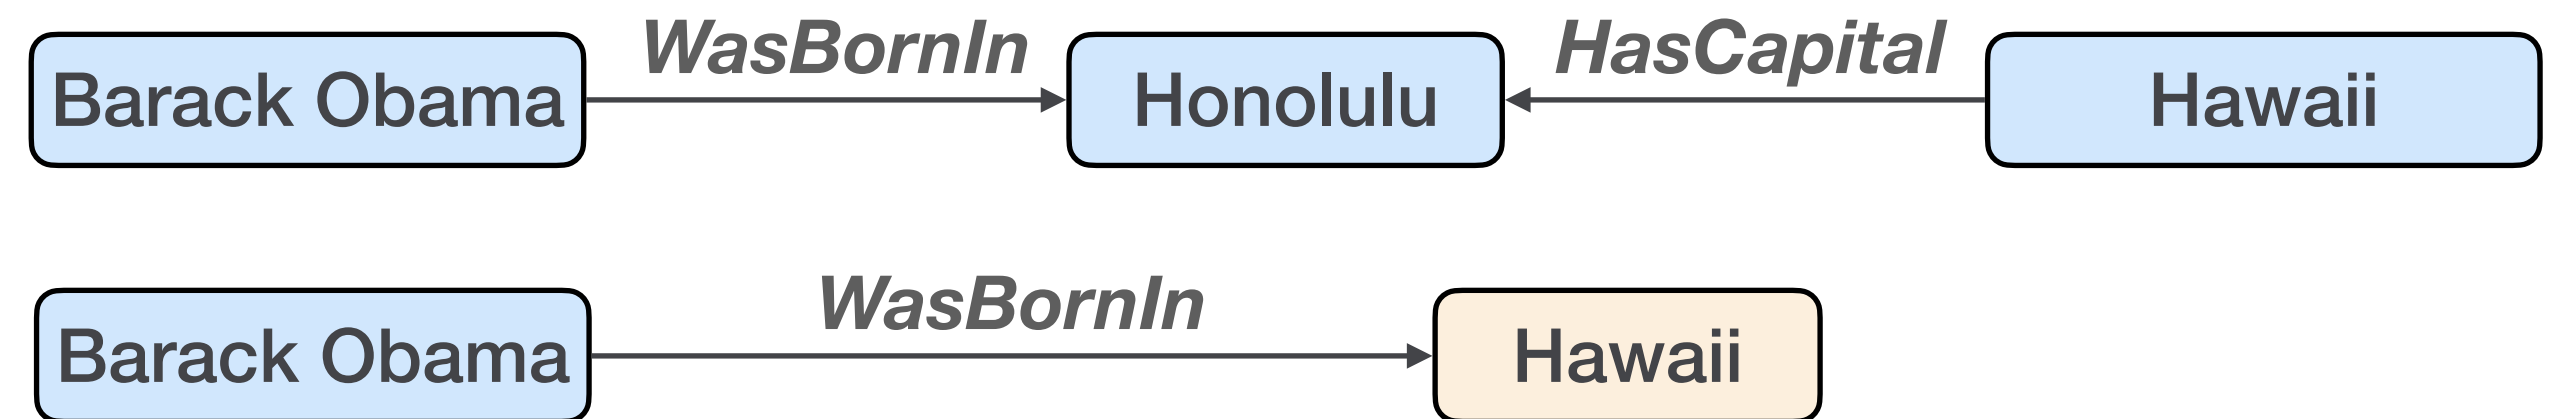 WasBornIn HasCapital
Barack Obama Honolulu Hawaii
WasBornIn
Barack Obama Hawaii